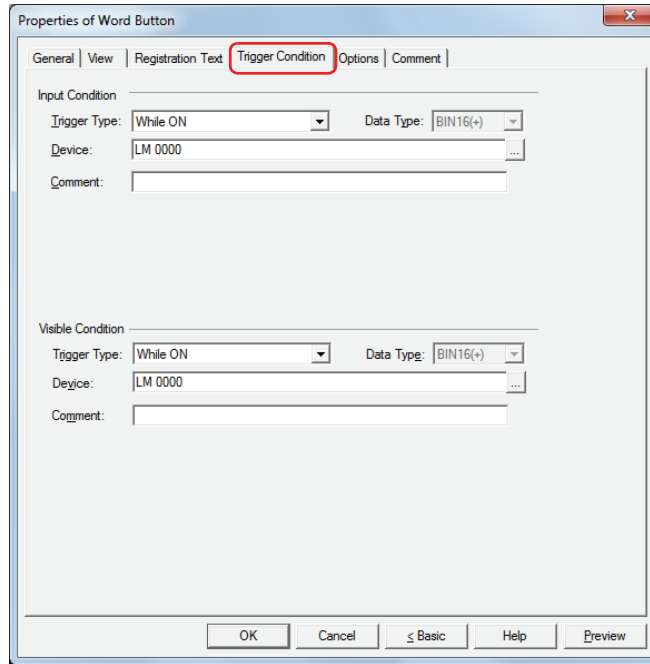 Properties of Word Button
General View Registration Text Trigger Condition Options Comment
Input Condition
Trigger Type: While ON Data Type: BIN16(+)
Device: LM 0000 ...
Comment:
Visible Condition
Trigger Type: While ON Data Type: BIN16(+)
Device: LM 0000 ...
Comment:
OK Cancel < Basic Help Preview